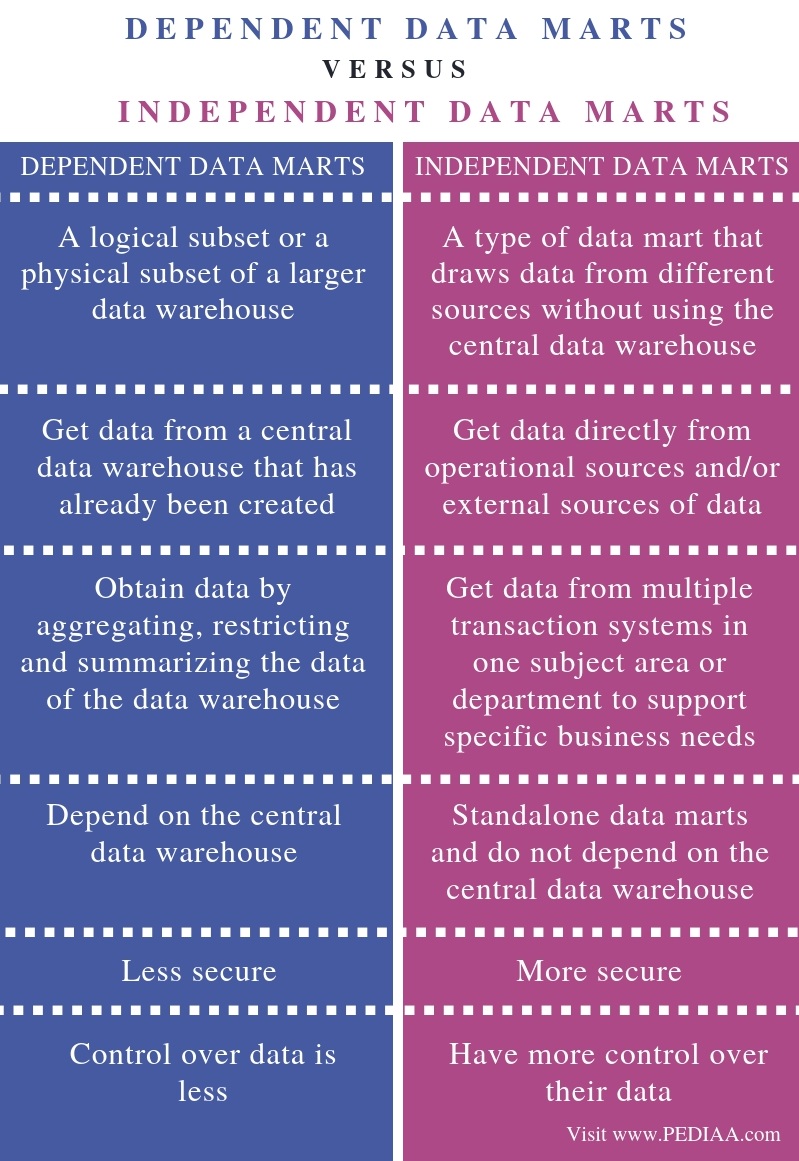 DEPENDENT DATA MARTS
VERSUS
INDEPENDENT DATA MARTS
DEPENDENT DATA MARTS
INDEPENDENT DATA MARTS
A logical subset or a
physical subset of a larger
data warehouse
A type of data mart that
draws data from different
sources without using the
central data warehouse
Get data from a central
data warehouse that has
already been created
Get data directly from
operational sources and/or
external sources of data
Obtain data by
aggregating, restricting
and summarizing the data
of the data warehouse
Get data from multiple
transaction systems in
one subject area or
department to support
specific business needs
Depend on the central
data warehouse
Standalone data marts
and do not depend on the
central data warehouse
Less secure
More secure
Control over data is
less
Have more control over
their data
Visit www.PEDIAA.com